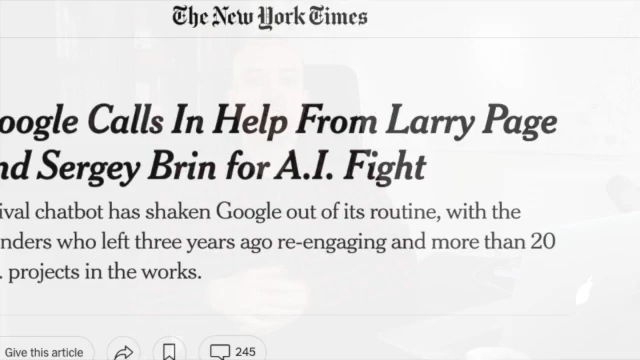 The New York Times
oogle Calls In Help From Larry Page
nd Sergey Brin for A.I. Fight
ival chatbot has shaken Google out of its routine, with the
nders who left three years ago re-engaging and more than 20
. projects in the works.
Give this article
245